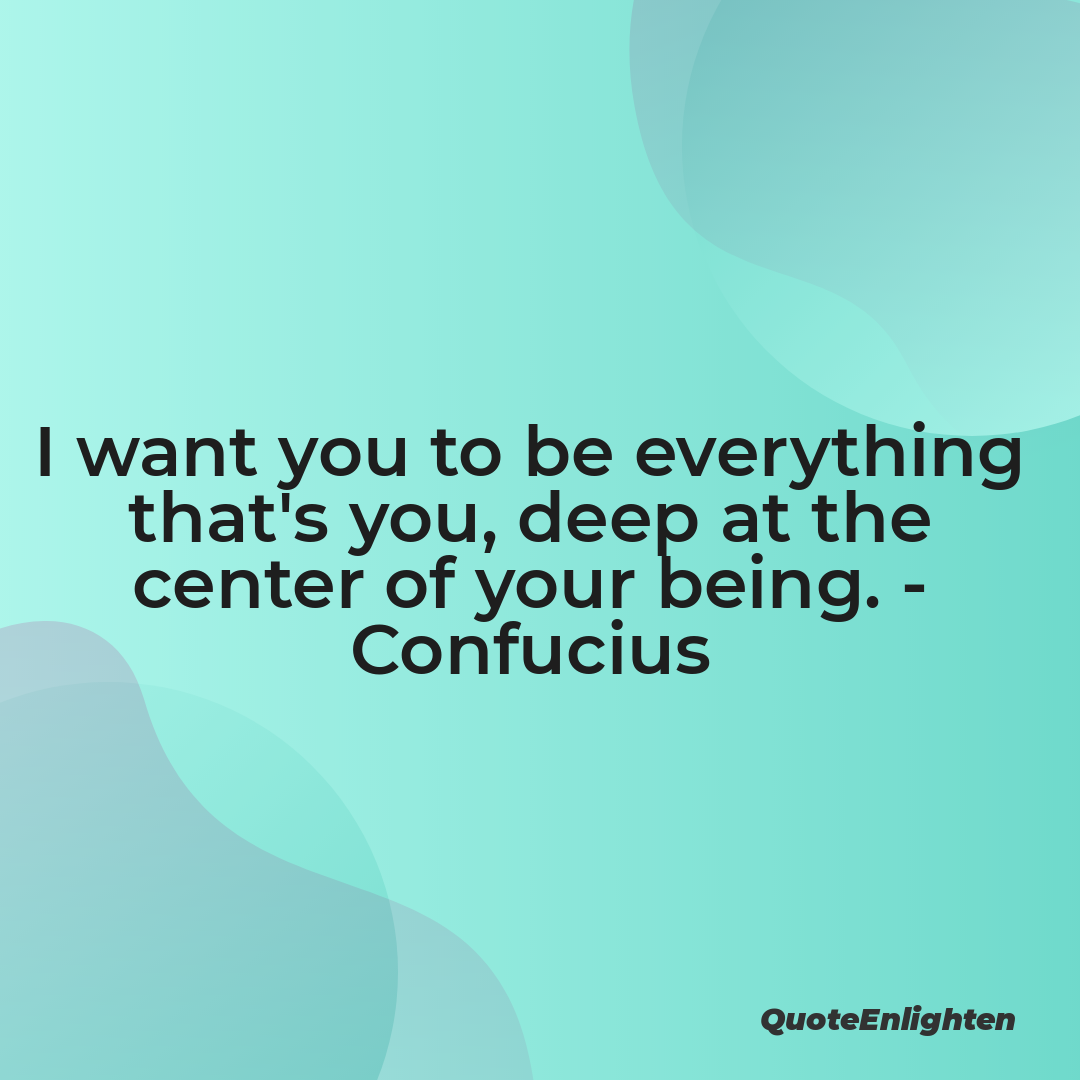 I want you to be everything
that's you, deep at the
center of your being. -
Confucius
QuoteEnlighten